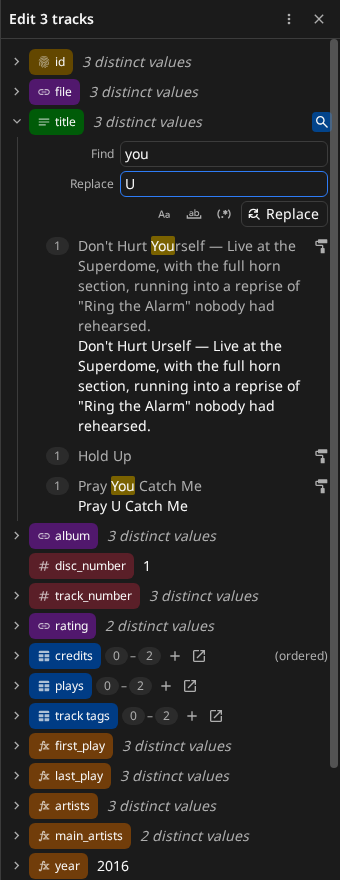 Edit 3 tracks
id 3 distinct values
file 3 distinct values
title 3 distinct values
Find you
Replace U
Aa ab (.*) Replace
1 Don't Hurt Yourself — Live at the
Superdome, with the full horn
section, running into a reprise of
"Ring the Alarm" nobody had
rehearsed.
Don't Hurt Urself — Live at the
Superdome, with the full horn
section, running into a reprise of
"Ring the Alarm" nobody had
rehearsed.
1 Hold Up
1 Pray You Catch Me
Pray U Catch Me
album 3 distinct values
# disc_number 1
# track_number 3 distinct values
rating 2 distinct values
credits 0 – 2 + (ordered)
plays 0 – 2 +
track tags 0 – 2 +
fx first_play 3 distinct values
fx last_play 3 distinct values
fx artists 3 distinct values
fx main_artists 2 distinct values
fx year 2016